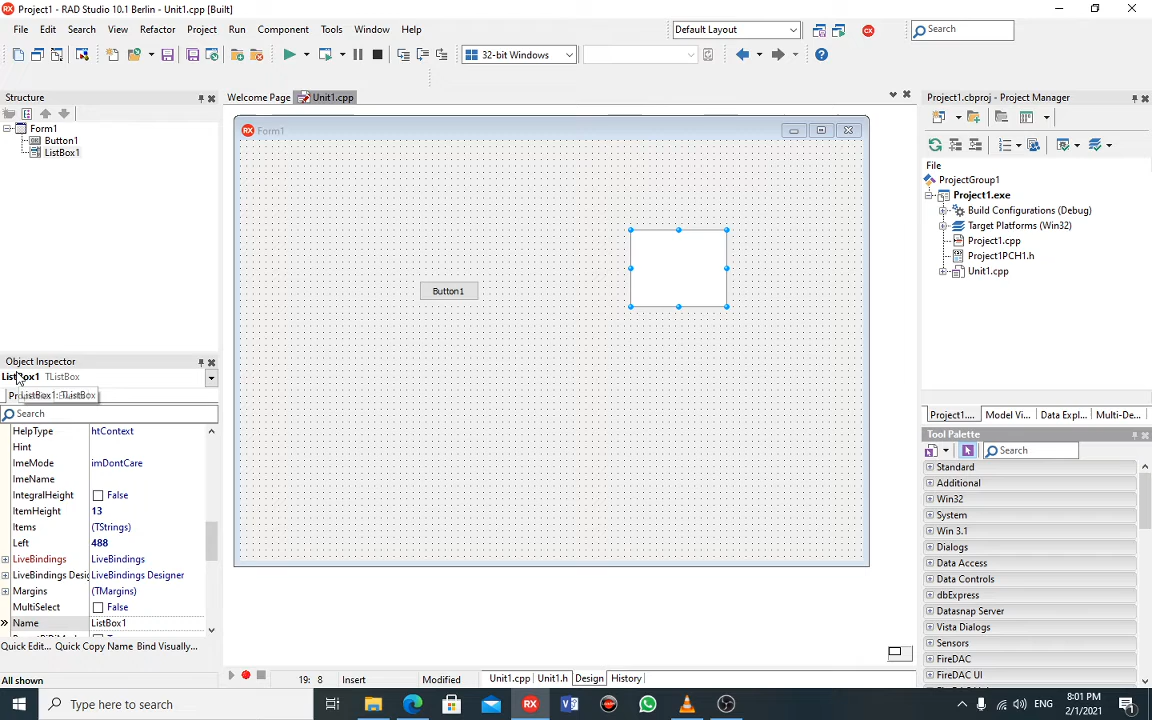 Project1 - RAD Studio 10.1 Berlin - Unit1.cpp [Built]
File Edit Search View Refactor Project Run Component Tools Window Help
Default Layout
Search
32-bit Windows
Structure
Form1
Button1
ListBox1
Welcome Page
Unit1.cpp
Form1
Button1
Object Inspector
ListBox1 TListBox
ListBox1: TListBox
Search
HelpType htContext
Hint
ImeMode imDontCare
ImeName
IntegralHeight False
ItemHeight 13
Items (TStrings)
Left 488
LiveBindings LiveBindings
LiveBindings Desig LiveBindings Designer
Margins (TMargins)
MultiSelect False
Name ListBox1
Quick Edit... Quick Copy Name Bind Visually...
All shown
19: 8 Insert Modified Unit1.cpp Unit1.h Design History
Project1.cbproj - Project Manager
File
ProjectGroup1
Project1.exe
Build Configurations (Debug)
Target Platforms (Win32)
Project1.cpp
Project1PCH1.h
Unit1.cpp
Project1.... Model Vi... Data Expl... Multi-De...
Tool Palette
Search
Standard
Additional
Win32
System
Win 3.1
Dialogs
Data Access
Data Controls
dbExpress
Datasnap Server
Vista Dialogs
Sensors
FireDAC
FireDAC UI
Type here to search
ENG
8:01 PM
2/1/2021